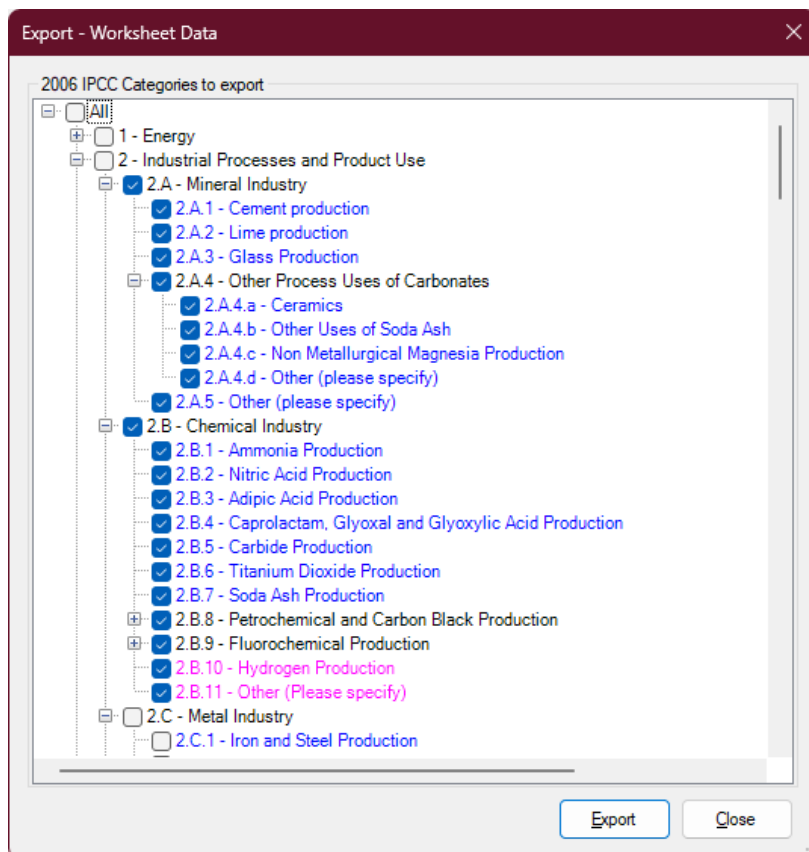 Export - Worksheet Data
2006 IPCC Categories to export
All
1 - Energy
2 - Industrial Processes and Product Use
2.A - Mineral Industry
2.A.1 - Cement production
2.A.2 - Lime production
2.A.3 - Glass Production
2.A.4 - Other Process Uses of Carbonates
2.A.4.a - Ceramics
2.A.4.b - Other Uses of Soda Ash
2.A.4.c - Non Metallurgical Magnesia Production
2.A.4.d - Other (please specify)
2.A.5 - Other (please specify)
2.B - Chemical Industry
2.B.1 - Ammonia Production
2.B.2 - Nitric Acid Production
2.B.3 - Adipic Acid Production
2.B.4 - Caprolactam, Glyoxal and Glyoxylic Acid Production
2.B.5 - Carbide Production
2.B.6 - Titanium Dioxide Production
2.B.7 - Soda Ash Production
2.B.8 - Petrochemical and Carbon Black Production
2.B.9 - Fluorochemical Production
2.B.10 - Hydrogen Production
2.B.11 - Other (Please specify)
2.C - Metal Industry
2.C.1 - Iron and Steel Production
Export Close